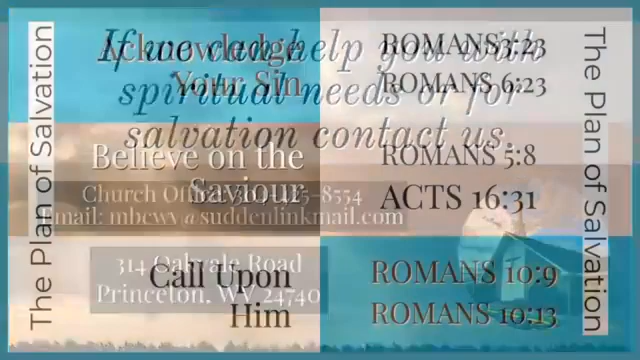 The Plan of Salvation
Acknowledge
Your Sin
Believe on the
Saviour
Call Upon
Him
ROMANS 3:23
ROMANS 6:23
ROMANS 5:8
ACTS 16:31
ROMANS 10:9
ROMANS 10:13
The Plan of Salvation
If we can help you with
spiritual needs or for
salvation contact us.
Church Office
Email: mbcwv@suddenlinkmail.com
314 Oakvale Road
Princeton, WV 24740